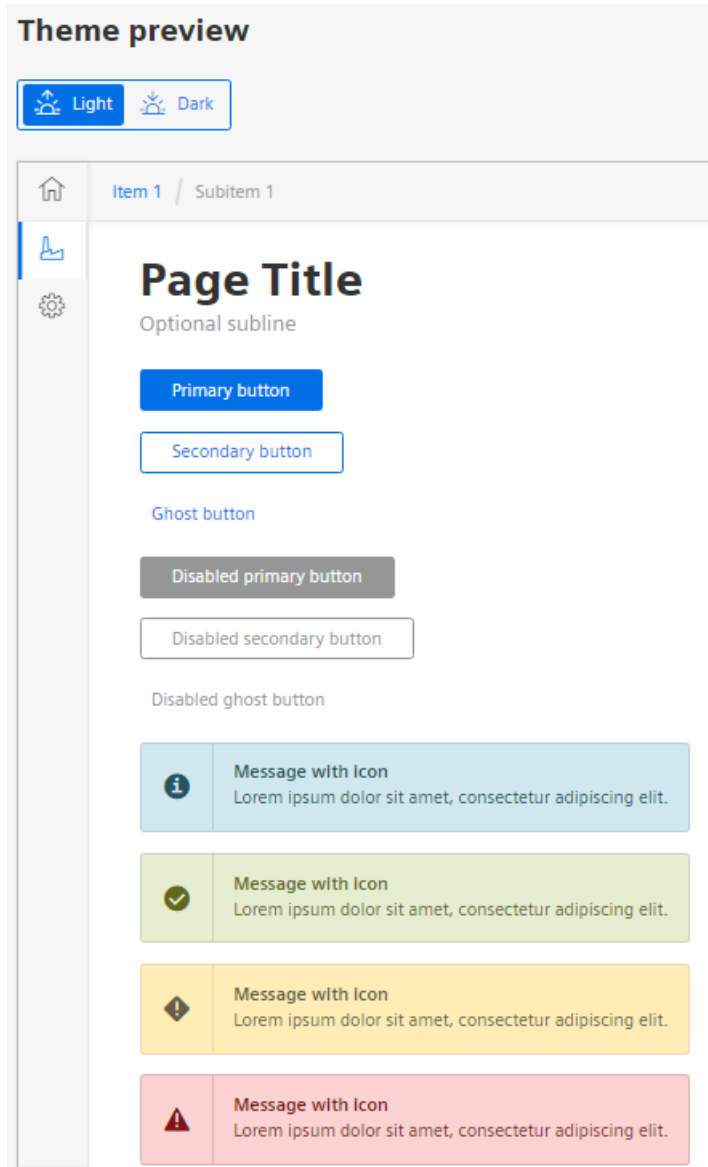 Theme preview
Light Dark
Item 1 / Subitem 1
Page Title
Optional subline
Primary button
Secondary button
Ghost button
Disabled primary button
Disabled secondary button
Disabled ghost button
Message with Icon
Lorem ipsum dolor sit amet, consectetur adipiscing elit.
Message with Icon
Lorem ipsum dolor sit amet, consectetur adipiscing elit.
Message with Icon
Lorem ipsum dolor sit amet, consectetur adipiscing elit.
Message with Icon
Lorem ipsum dolor sit amet, consectetur adipiscing elit.